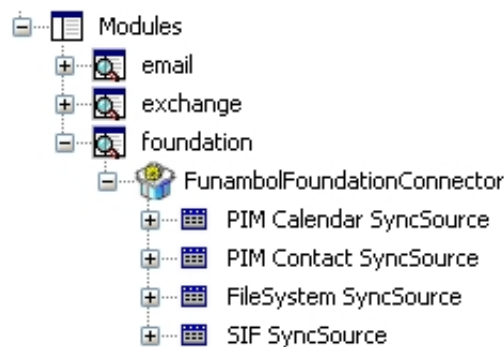 Modules
email
exchange
foundation
FunambolFoundationConnector
PIM Calendar SyncSource
PIM Contact SyncSource
FileSystem SyncSource
SIF SyncSource